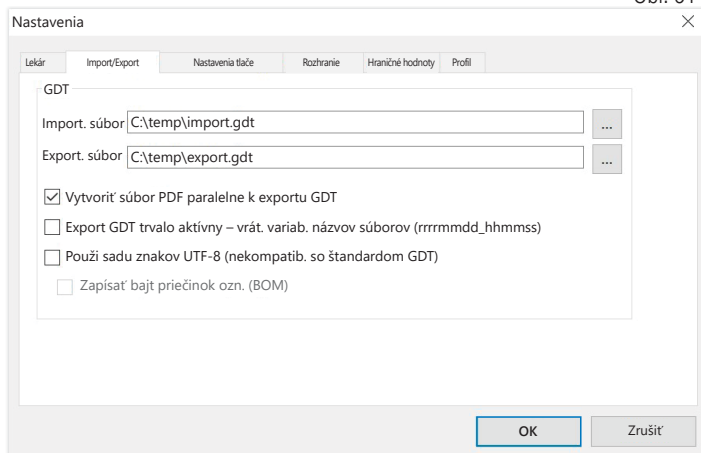 Nastavenia
Lekár Import/Export Nastavenia tlače Rozhranie Hraničné hodnoty Profil
GDT
Import. súbor C:\temp\import.gdt ...
Export. súbor C:\temp\export.gdt ...
Vytvoriť súbor PDF paralelne k exportu GDT
Export GDT trvalo aktívny – vrát. variab. názvov súborov (rrrrmmdd_hhmmss)
Použi sadu znakov UTF-8 (nekompatib. so štandardom GDT)
Zapísať bajt priečinok ozn. (BOM)
OK Zrušiť